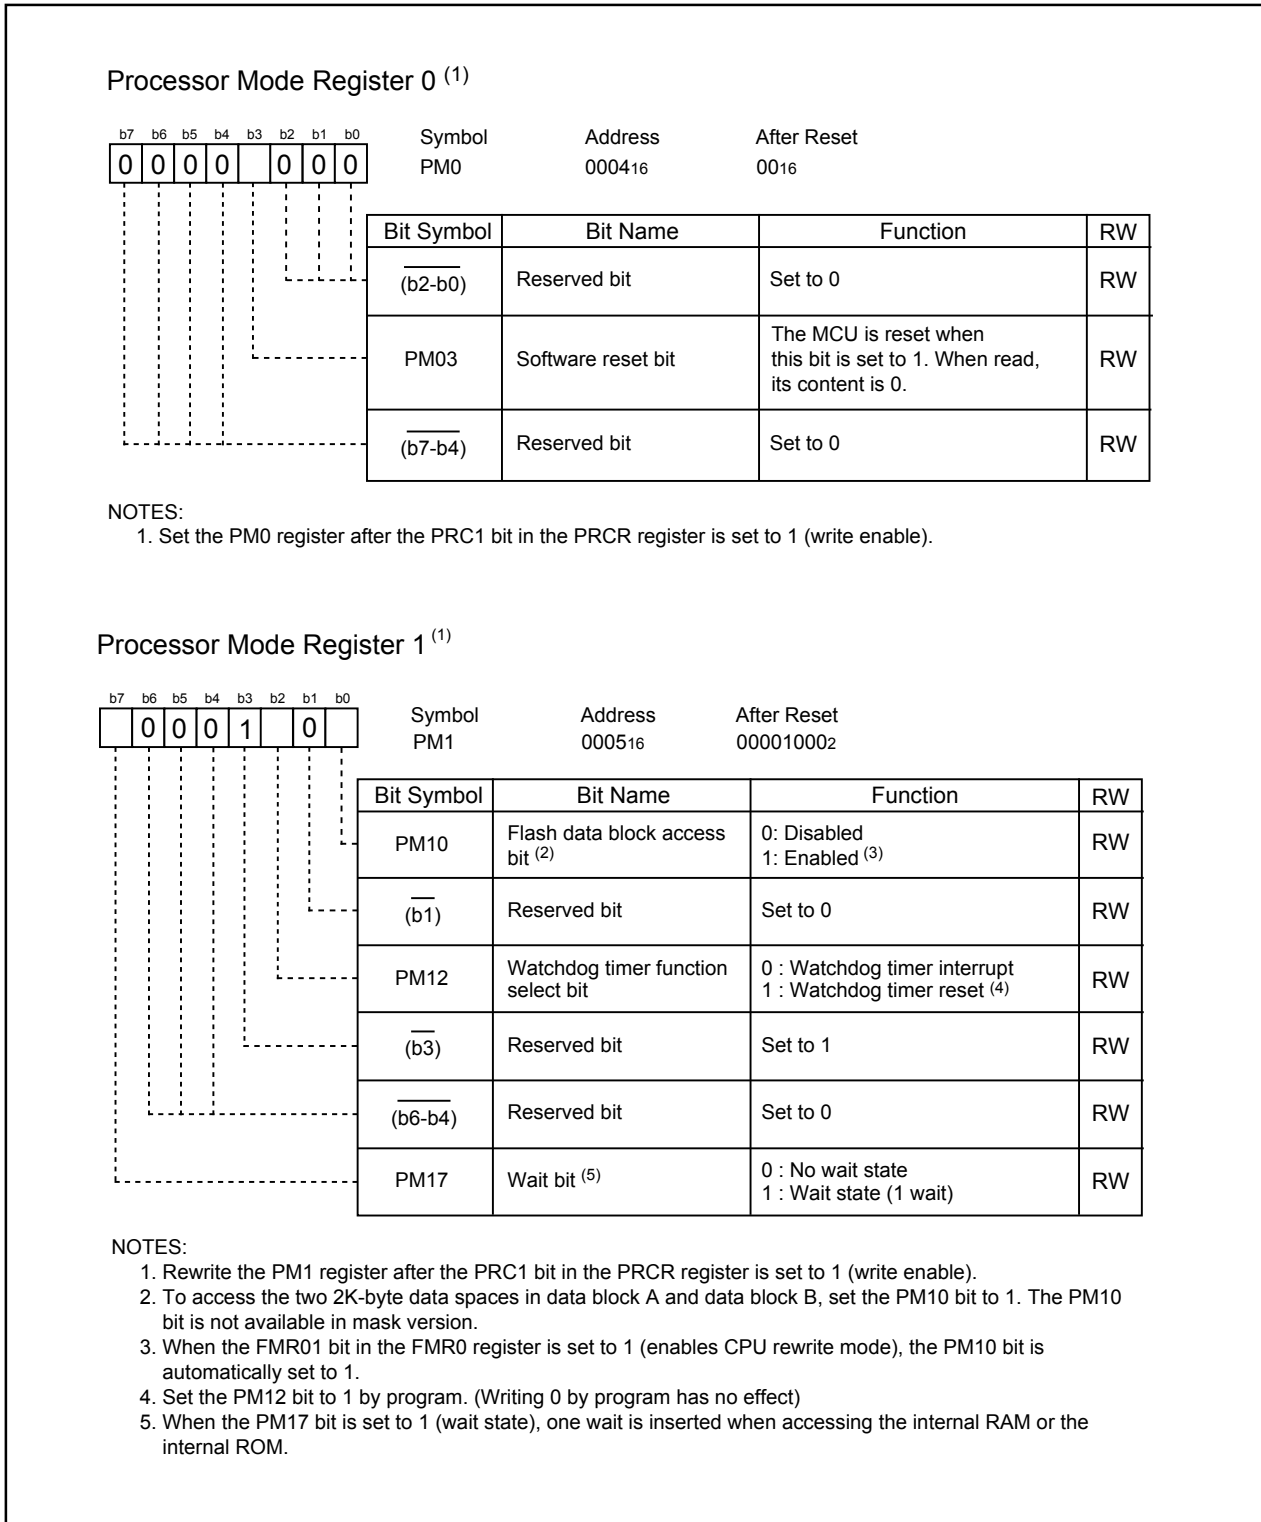 Processor Mode Register 0 (1)
b7 b6 b5 b4 b3 b2 b1 b0
Symbol Address After Reset
0 0 0 0 0 0 0
PM0 000416 0016
Bit Symbol Bit Name Function RW
(b2-b0) Reserved bit Set to 0 RW
PM03 Software reset bit The MCU is reset when
this bit is set to 1. When read,
its content is 0.
RW
(b7-b4) Reserved bit Set to 0 RW
NOTES:
1. Set the PM0 register after the PRC1 bit in the PRCR register is set to 1 (write enable).
Processor Mode Register 1 (1)
b7 b6 b5 b4 b3 b2 b1 b0
Symbol Address After Reset
0 0 0 1 0
PM1 000516 000010002
Bit Symbol Bit Name Function RW
PM10 Flash data block access
bit (2)
0: Disabled
1: Enabled (3)
RW
(b1) Reserved bit Set to 0 RW
PM12 Watchdog timer function
select bit
0 : Watchdog timer interrupt
1 : Watchdog timer reset (4)
RW
(b3) Reserved bit Set to 1 RW
(b6-b4) Reserved bit Set to 0 RW
PM17 Wait bit (5)
0 : No wait state
1 : Wait state (1 wait)
RW
NOTES:
1. Rewrite the PM1 register after the PRC1 bit in the PRCR register is set to 1 (write enable).
2. To access the two 2K-byte data spaces in data block A and data block B, set the PM10 bit to 1. The PM10
bit is not available in mask version.
3. When the FMR01 bit in the FMR0 register is set to 1 (enables CPU rewrite mode), the PM10 bit is
automatically set to 1.
4. Set the PM12 bit to 1 by program. (Writing 0 by program has no effect)
5. When the PM17 bit is set to 1 (wait state), one wait is inserted when accessing the internal RAM or the
internal ROM.